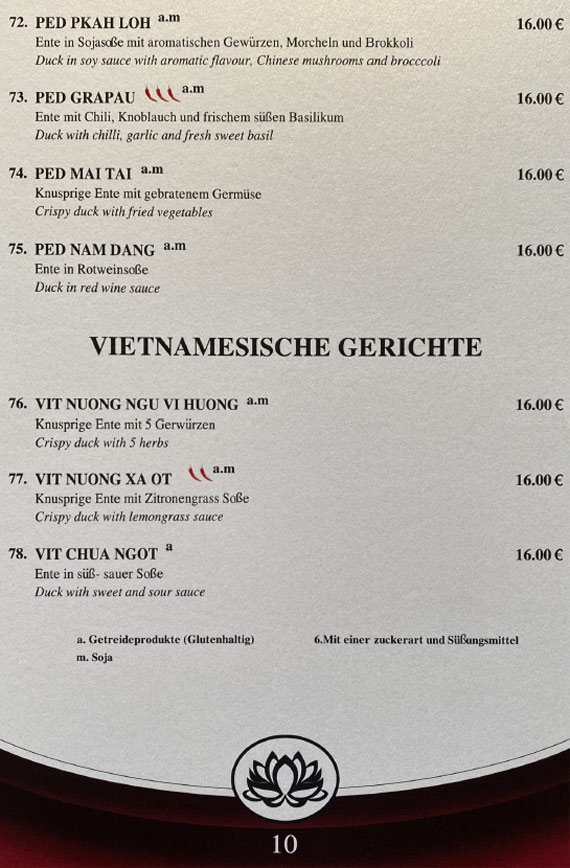 72. PED PKAH LOH a.m 16.00 €
Ente in Sojasoße mit aromatischen Gewürzen, Morcheln und Brokkoli
Duck in soy sauce with aromatic flavour, Chinese mushrooms and brocccoli
73. PED GRAPAU a.m 16.00 €
Ente mit Chili, Knoblauch und frischem süßen Basilikum
Duck with chilli, garlic and fresh sweet basil
74. PED MAI TAI a.m 16.00 €
Knusprige Ente mit gebratenem Germüse
Crispy duck with fried vegetables
75. PED NAM DANG a.m 16.00 €
Ente in Rotweinsoße
Duck in red wine sauce
VIETNAMESISCHE GERICHTE
76. VIT NUONG NGU VI HUONG a.m 16.00 €
Knusprige Ente mit 5 Gerwürzen
Crispy duck with 5 herbs
77. VIT NUONG XA OT a.m 16.00 €
Knusprige Ente mit Zitronengrass Soße
Crispy duck with lemongrass sauce
78. VIT CHUA NGOT a 16.00 €
Ente in süß- sauer Soße
Duck with sweet and sour sauce
a. Getreideprodukte (Glutenhaltig) 6.Mit einer zuckerart und Süßungsmittel
m. Soja
10